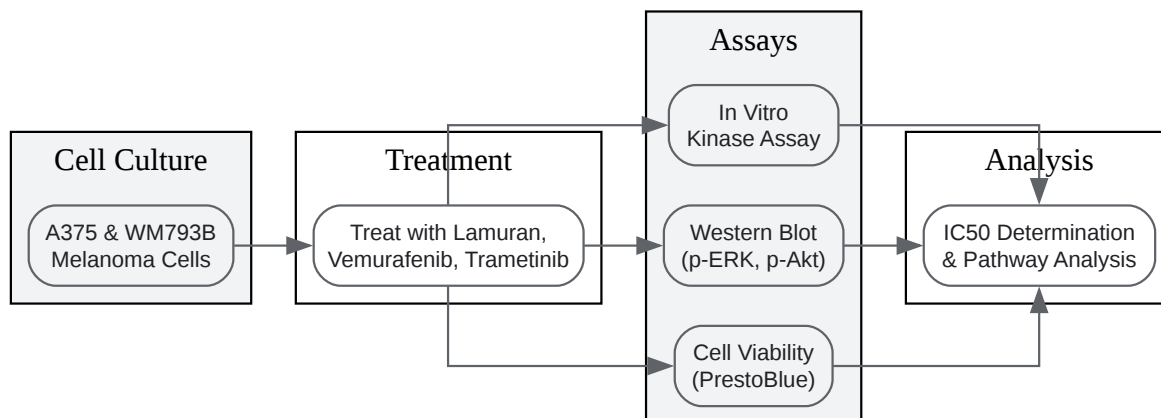 Cell Culture
A375 & WM793B
Melanoma Cells
Treatment
Treat with Lamuran,
Vemurafenib, Trametinib
Assays
In Vitro
Kinase Assay
Western Blot
(p-ERK, p-Akt)
Cell Viability
(PrestoBlue)
Analysis
IC50 Determination
& Pathway Analysis